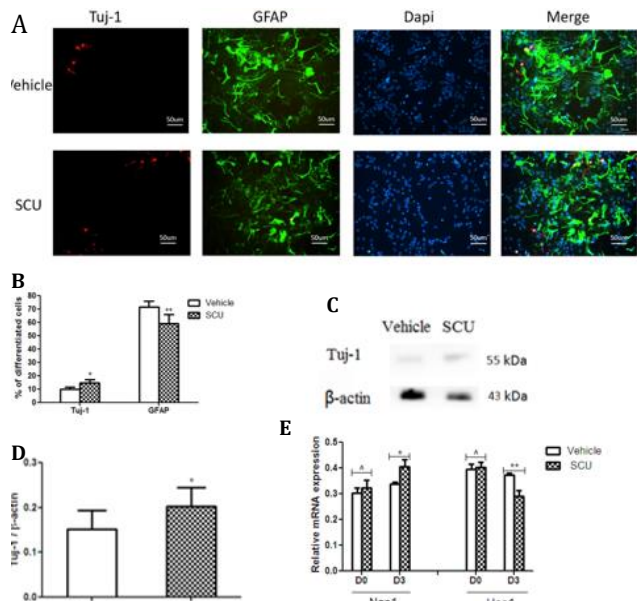 A Tuj-1 GFAP Dapi Merge
Vehicle
50um 50um 50um 50um
SCU
50um 50um 50um 50um
B
% of differentiated cells
80
70
60
50
40
30
20
10
0
* **
Vehicle
SCU
Tuj-1 GFAP
C
Vehicle SCU
Tuj-1 55 kDa
β-actin 43 kDa
D
Tuj-1 / β-actin
0.3
0.2
0.1
0.0
*
E
Relative mRNA expression
0.5
0.4
0.3
0.2
0.1
0.0
^ * ^ **
Vehicle
SCU
D0 D3 D0 D3